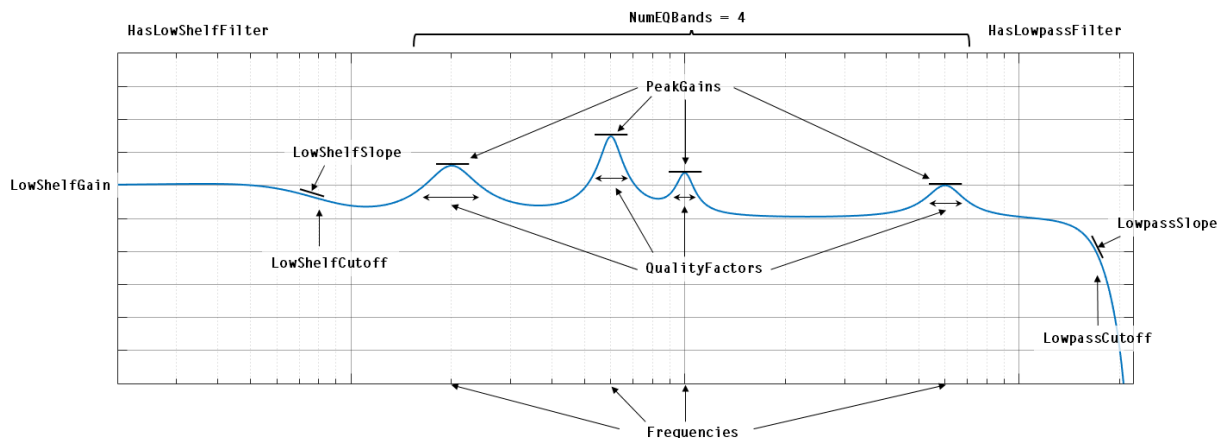 NumEQBands = 4
HasLowShelfFilter
HasLowpassFilter
PeakGains
LowShelfSlope
LowShelfGain
LowpassSlope
LowShelfCutoff
QualityFactors
LowpassCutoff
Frequencies